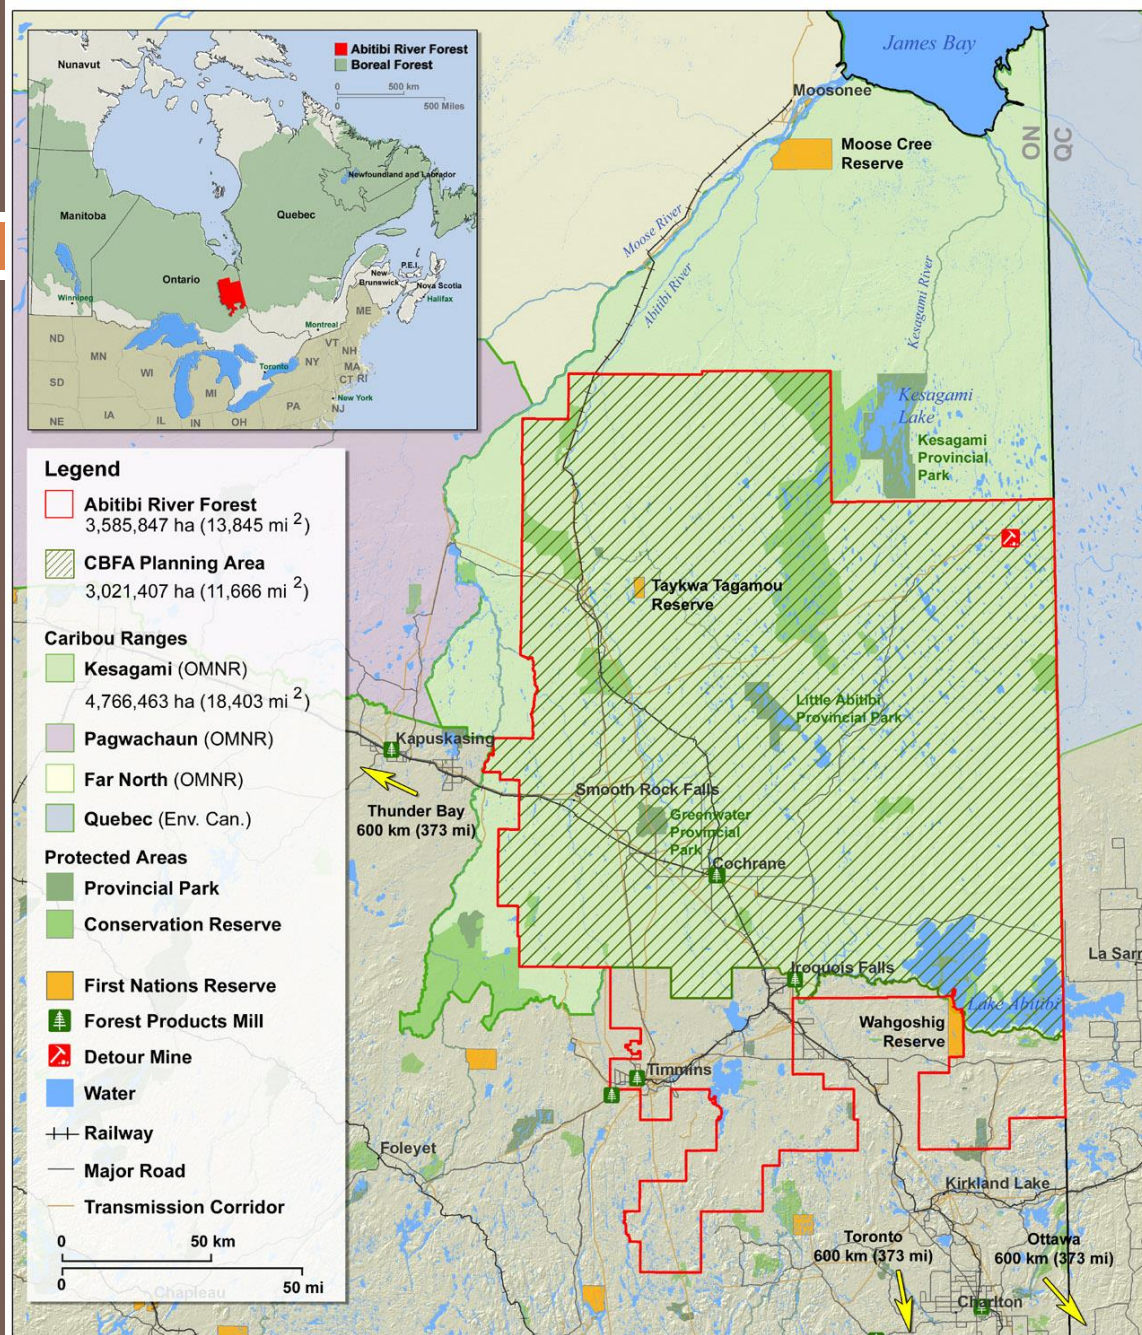 Abitibi River Forest
Boreal Forest
0 500 km
0 500 Miles
Nunavut
Newfoundland and Labrador
Manitoba
Quebec
Ontario
P.E.I.
New
Brunswick
Nova Scotia
Halifax
Winnipeg
Montreal
ME
ND
MN
VT
NH
Toronto
NY
WI
MA
SD
CT RI
MI
New York
PA
NJ
IA
NE
IL
IN
OH
James Bay
Moosonee
ON
QC
Moose Cree
Reserve
Moose River
Abitibi River
Kesagami River
Kesagami
Lake
Kesagami
Provincial
Park
Taykwa Tagamou
Reserve
Little Abitibi
Provincial Park
Kapuskasing
Thunder Bay
600 km (373 mi)
Smooth Rock Falls
Greenwater
Provincial
Park
Cochrane
Iroquois Falls
La Sarr
Lake Abitibi
Wahgoshig
Reserve
Timmins
Foleyet
Kirkland Lake
Toronto
600 km (373 mi)
Ottawa
600 km (373 mi)
Charlton
Chapleau
Legend
Abitibi River Forest
3,585,847 ha (13,845 mi 2)
CBFA Planning Area
3,021,407 ha (11,666 mi 2)
Caribou Ranges
Kesagami (OMNR)
4,766,463 ha (18,403 mi 2)
Pagwachaun (OMNR)
Far North (OMNR)
Quebec (Env. Can.)
Protected Areas
Provincial Park
Conservation Reserve
First Nations Reserve
Forest Products Mill
Detour Mine
Water
Railway
Major Road
Transmission Corridor
0 50 km
0 50 mi